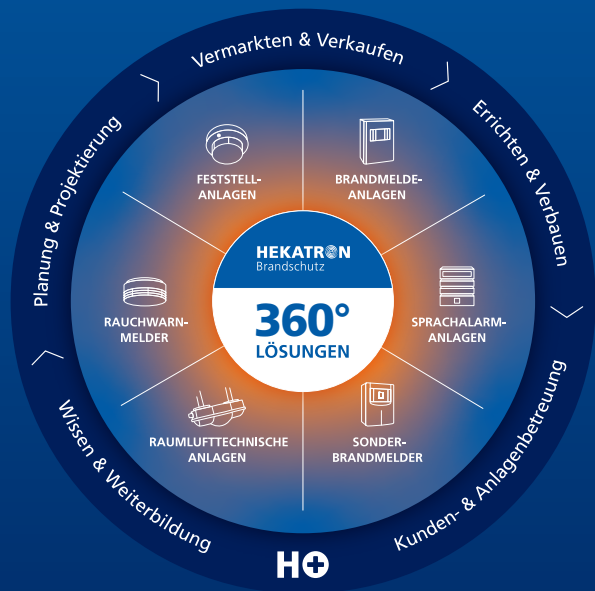 Vermarkten & Verkaufen
Errichten & Verbauen
Kunden- & Anlagenbetreuung
Wissen & Weiterbildung
Planung & Projektierung
FESTSTELL-
ANLAGEN
BRANDMELDE-
ANLAGEN
RAUCHWARN-
MELDER
HEKATRON
Brandschutz
360°
LÖSUNGEN
SPRACHALARM-
ANLAGEN
RAUMLUFTTECHNISCHE
ANLAGEN
SONDER-
BRANDMELDER
H+